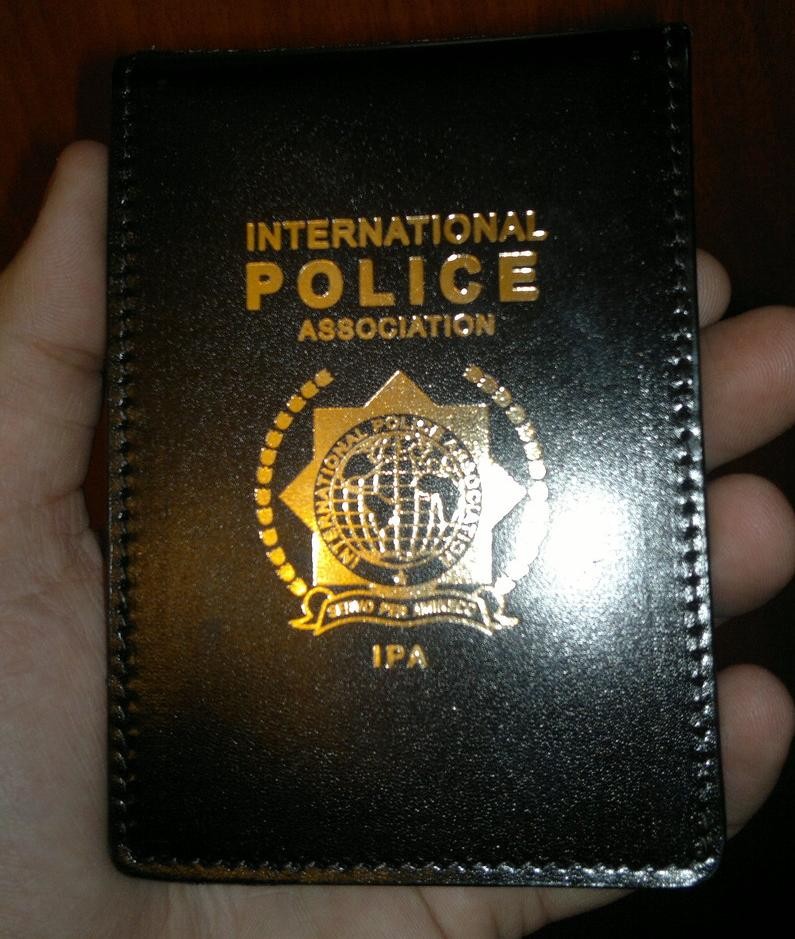 INTERNATIONAL
POLICE
ASSOCIATION
INTERNATIONAL POLICE ASSOCIATION
SERVO PER AMIKECO
IPA